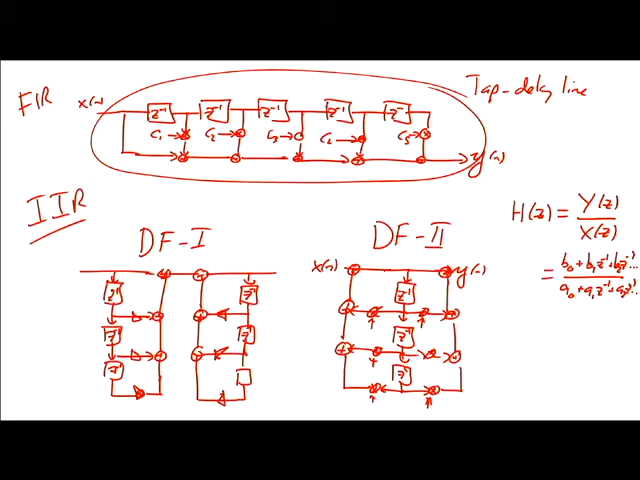 FIR
x(n)
z⁻¹ z⁻¹ z⁻¹ z⁻¹ z⁻
Tap-delay line
C₁ C₂ C₃ C₄ C₅
y(n)
IIR
DF-I
DF-II
H(z) = Y(z)/X(z)
x(n) y(n)
z⁻¹ z⁻¹ z⁻¹
z⁻¹ z⁻¹ z⁻¹
z⁻¹ z⁻¹